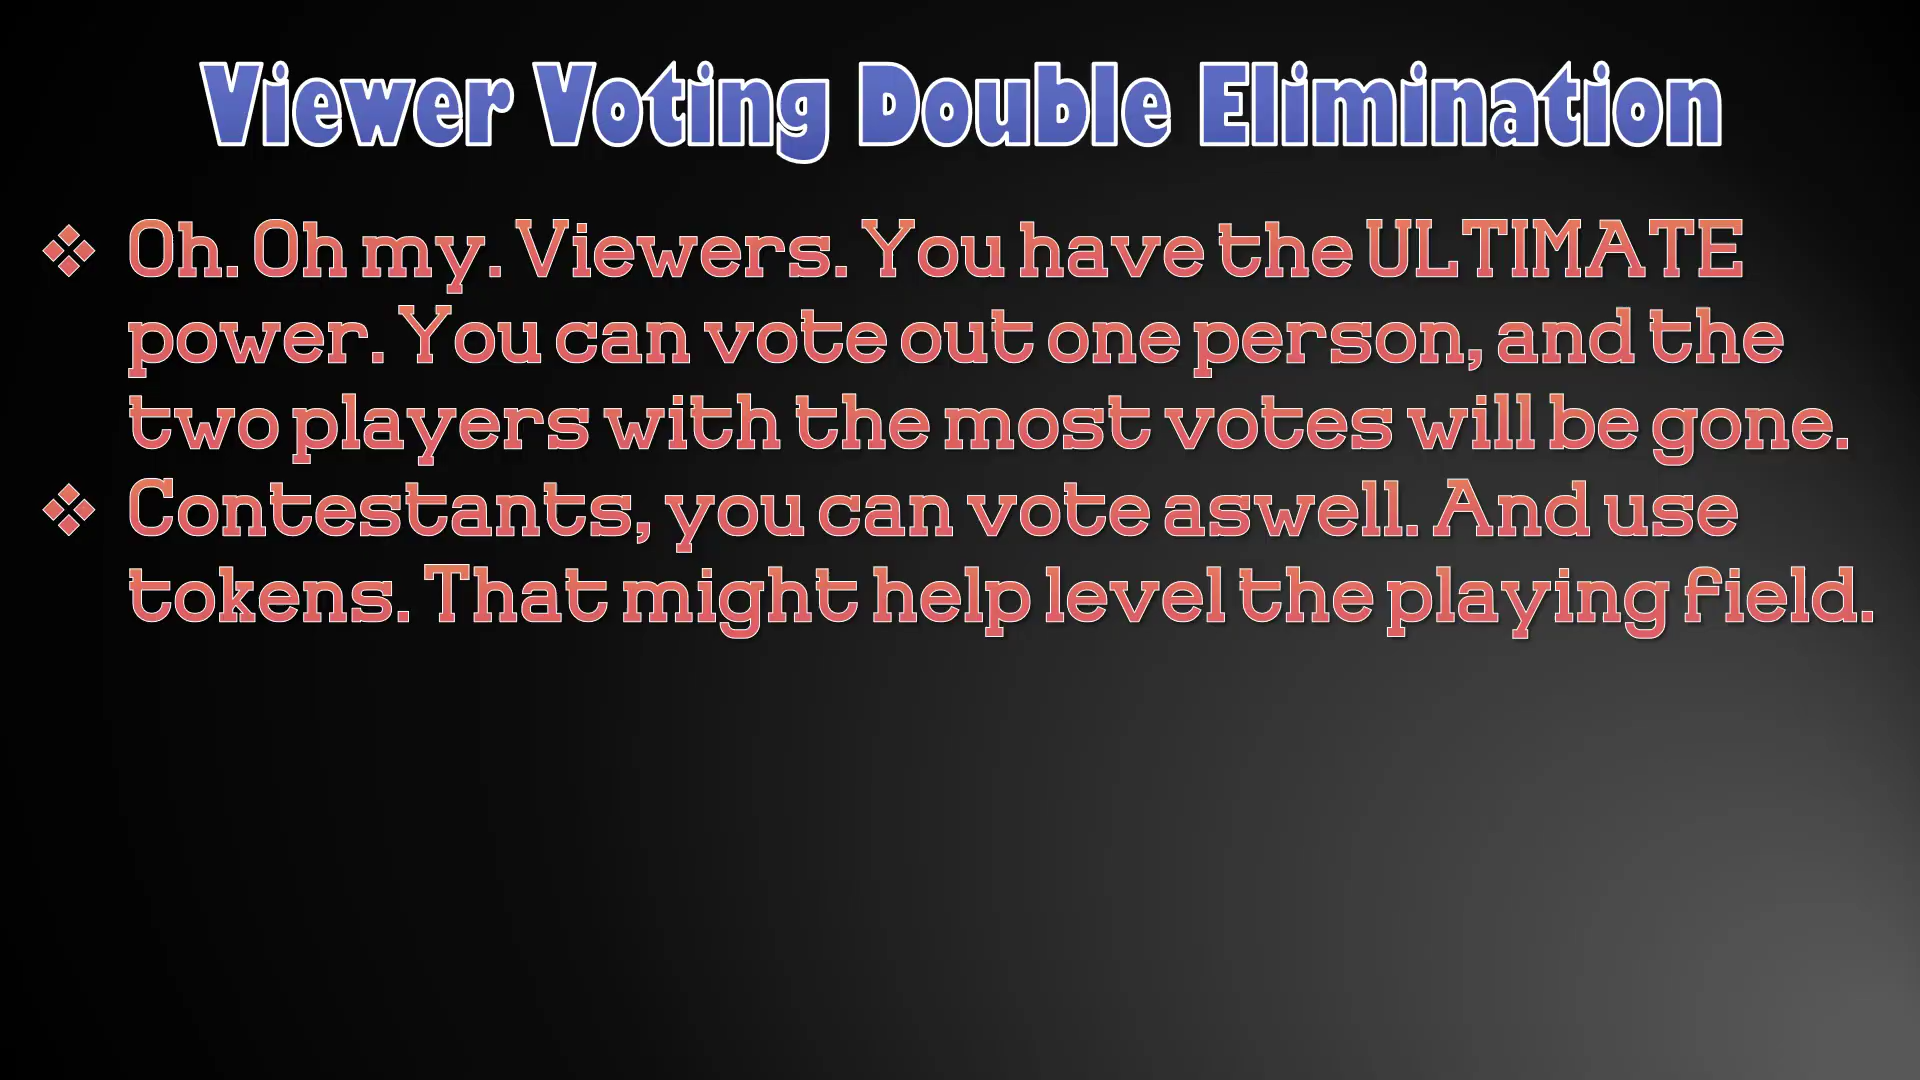 Viewer Voting Double Elimination
❖ Oh. Oh my. Viewers. You have the ULTIMATE
power. You can vote out one person, and the
two players with the most votes will be gone.
❖ Contestants, you can vote aswell. And use
tokens. That might help level the playing field.